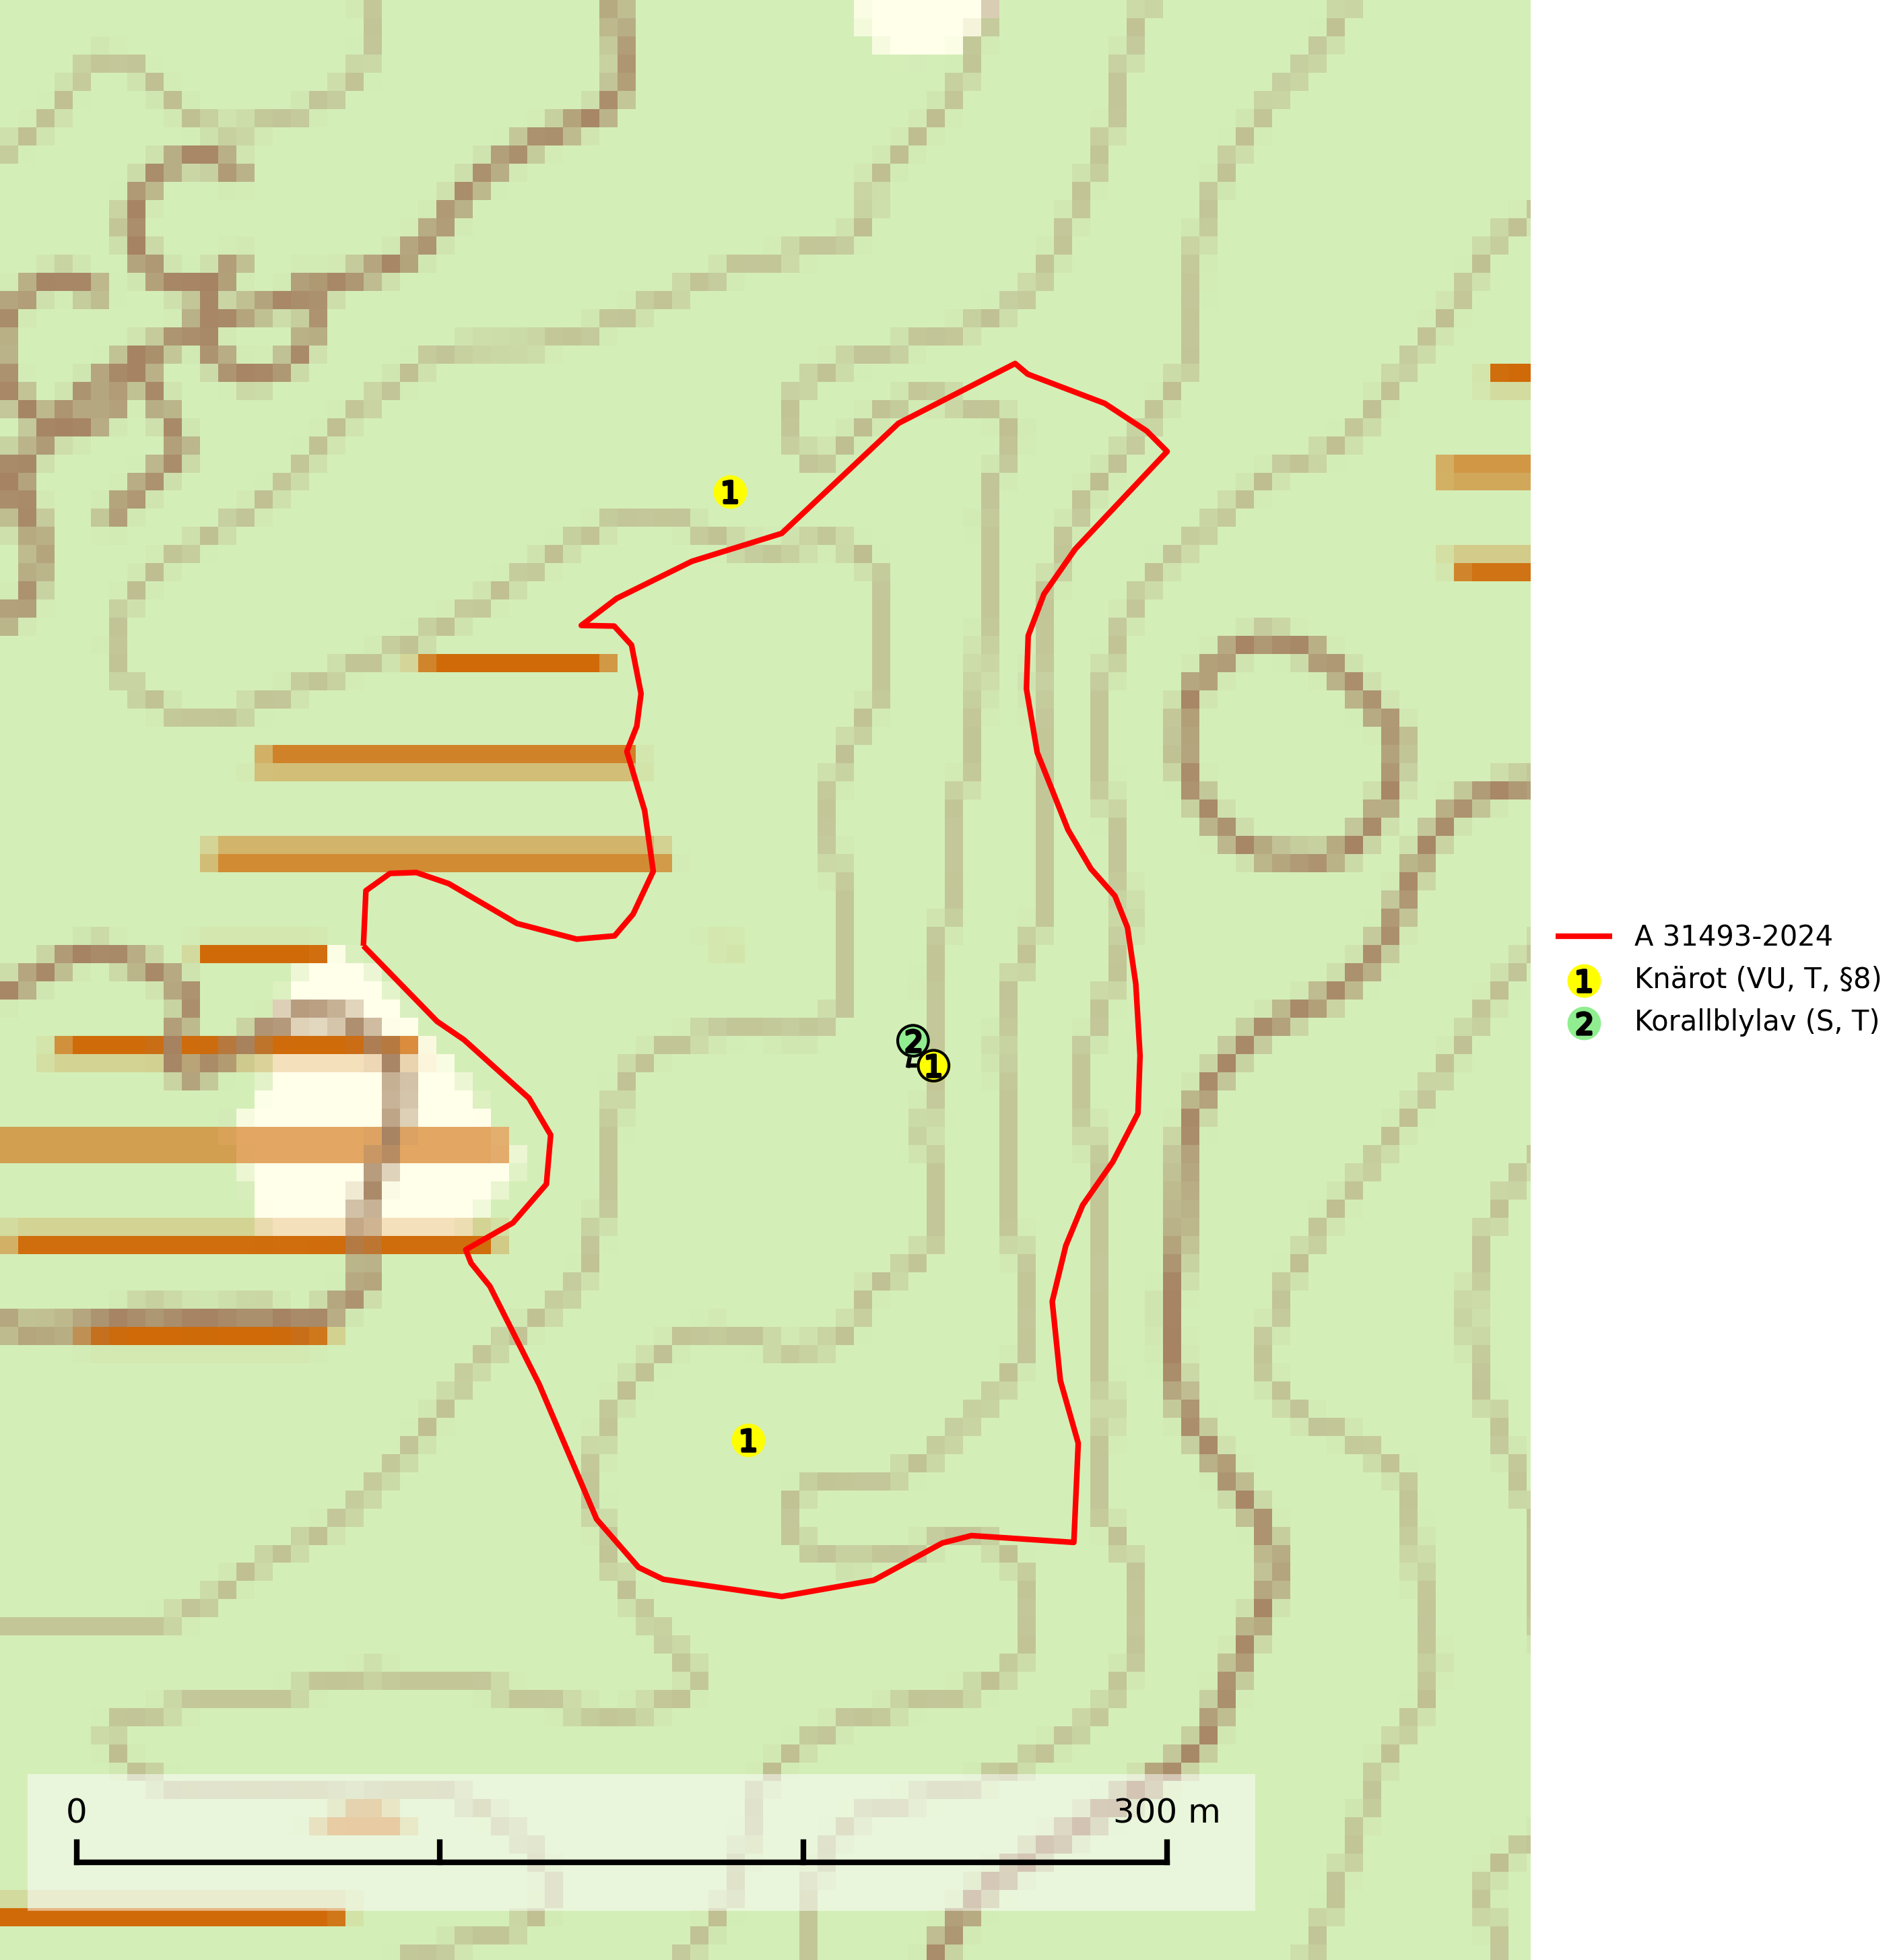 1
2
1
1
A 31493-2024
1 Knärot (VU, T, §8)
2 Korallblylav (S, T)
0 300 m